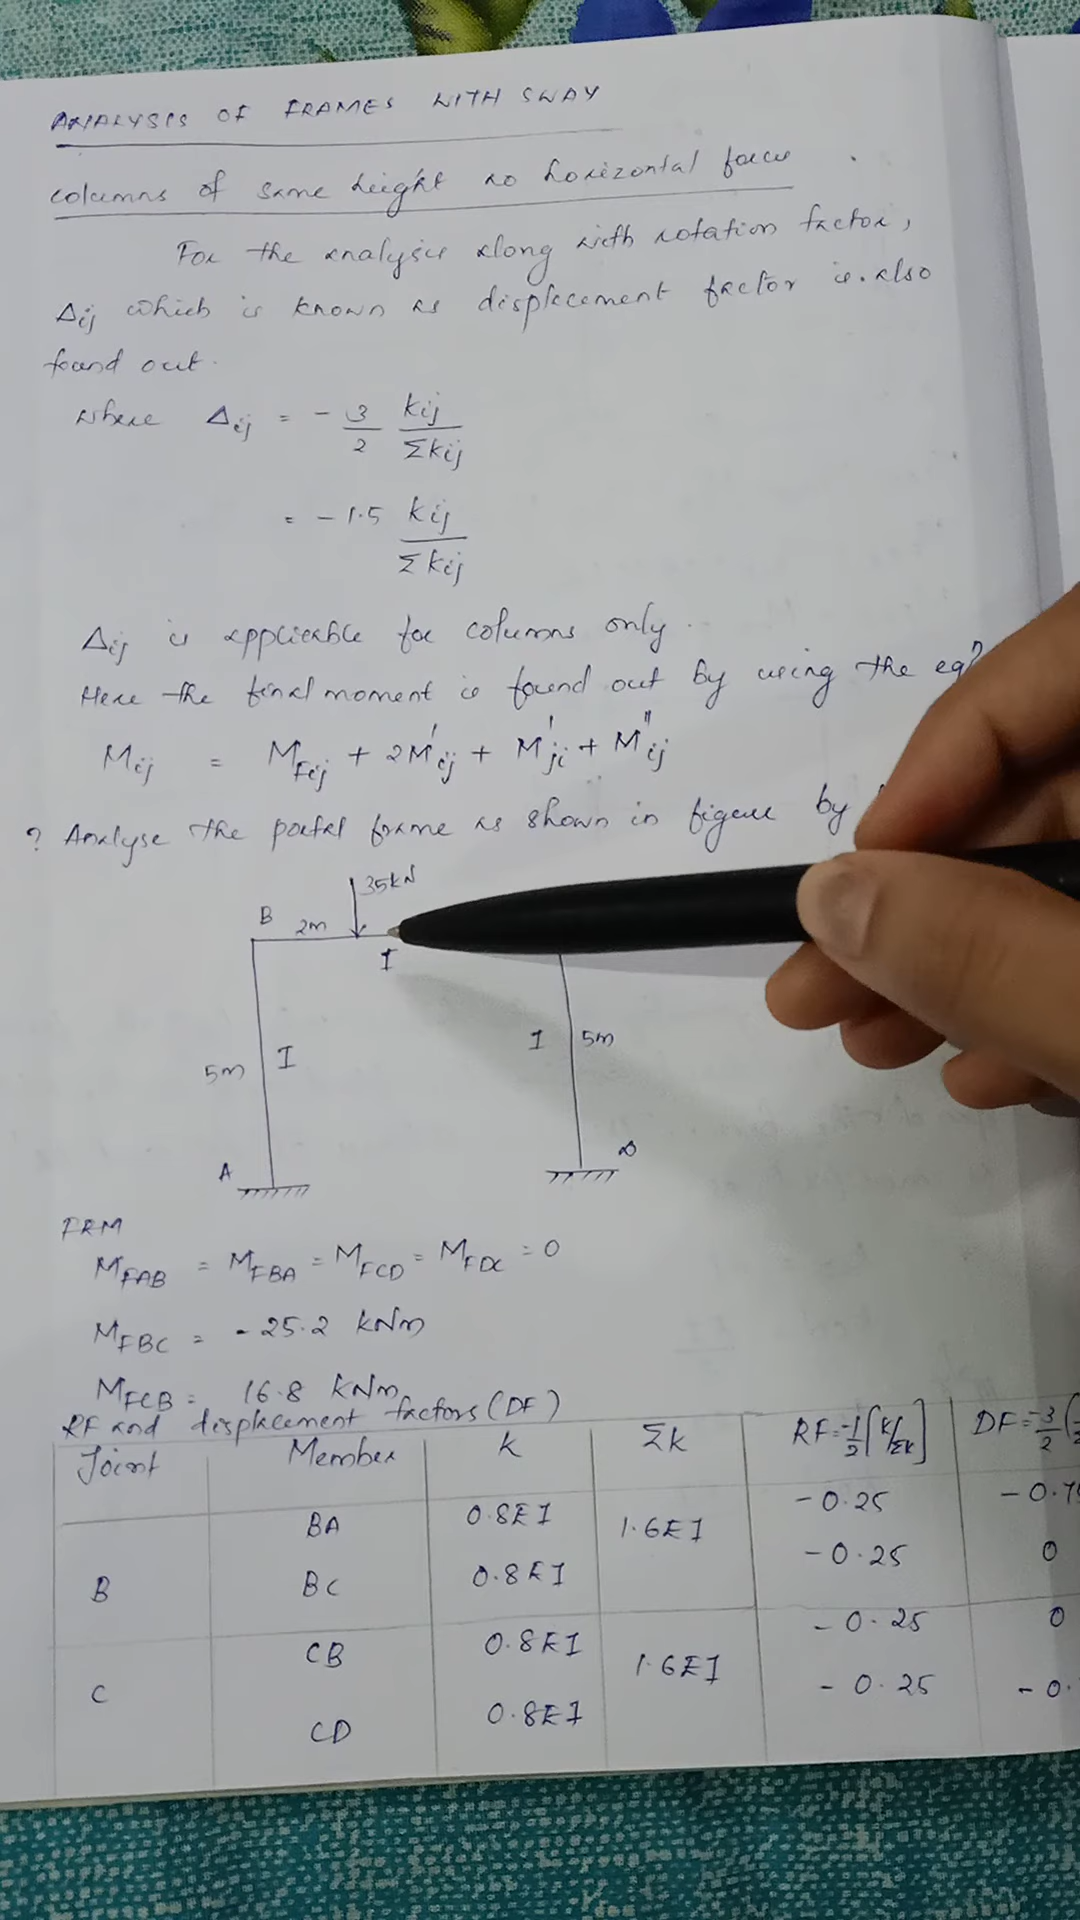 ANALYSIS OF FRAMES WITH SWAY
columns of same height no horizontal force
For the analysis along with rotation factor,
Δij which is known as displacement factor is also
found out.
where Δij = -3/2 kij/Σkij
= -1.5 kij/Σkij
Δij is applicable for columns only.
Here the final moment is found out by using the eqn
Mij = MFij + 2M'ij + M'ji + M''ij
? Analyse the portal frame as shown in figure by
35kN
B 2m
I
5m I
I 5m
A
D
FEM
MFAB = MFBA = MFCD = MFDC = 0
MFBC = -25.2 kNm
MFCB = 16.8 kNm
RF and displacement factors (DF)
Joint Member k Σk RF=-1/2[k/Σk] DF=-3/2(
BA 0.8EI -0.25 -0.7
B 1.6EI
BC 0.8EI -0.25 0
CB 0.8EI -0.25 0
C 1.6EI
CD 0.8EI -0.25 -0.